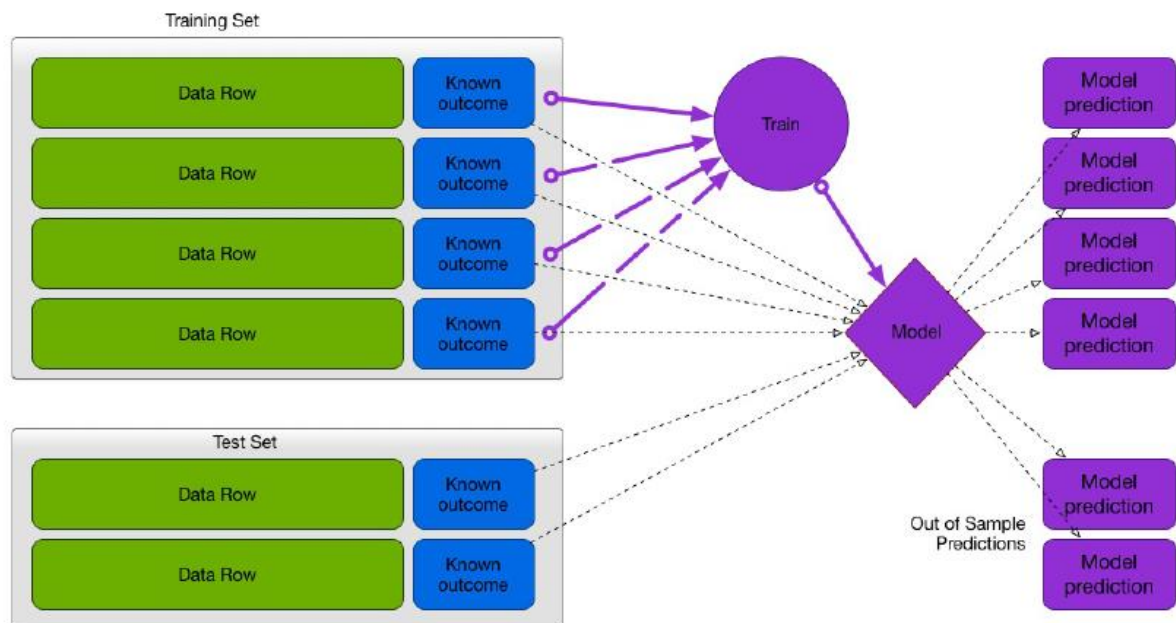 Training Set
Data Row
Known
outcome
Data Row
Known
outcome
Data Row
Known
outcome
Data Row
Known
outcome
Train
Model
Model
prediction
Model
prediction
Model
prediction
Model
prediction
Test Set
Data Row
Known
outcome
Data Row
Known
outcome
Out of Sample
Predictions
Model
prediction
Model
prediction